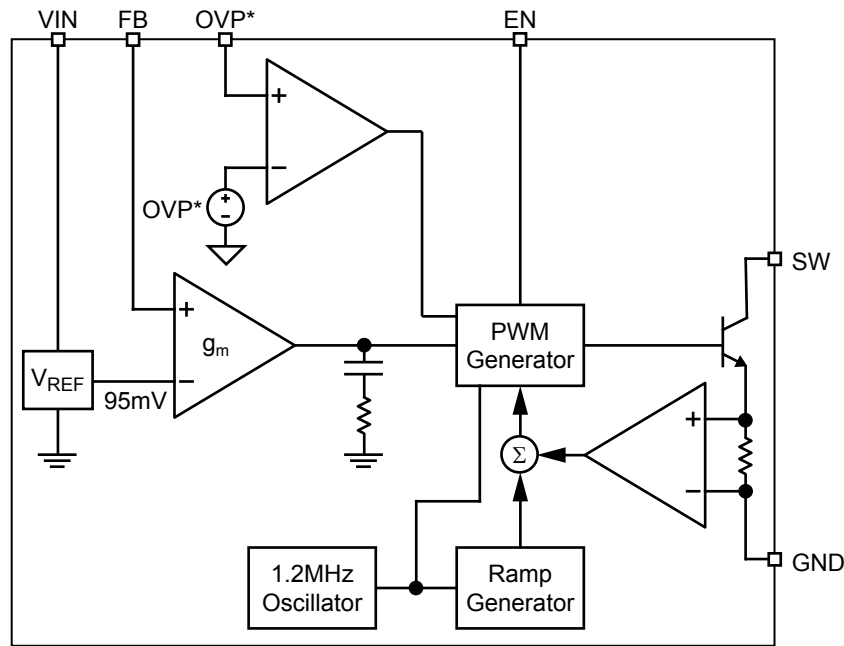 VIN
FB
OVP*
EN
+
−
OVP*
+
−
SW
+
gm
−
VREF
95mV
PWM
Generator
+
−
Σ
GND
1.2MHz
Oscillator
Ramp
Generator